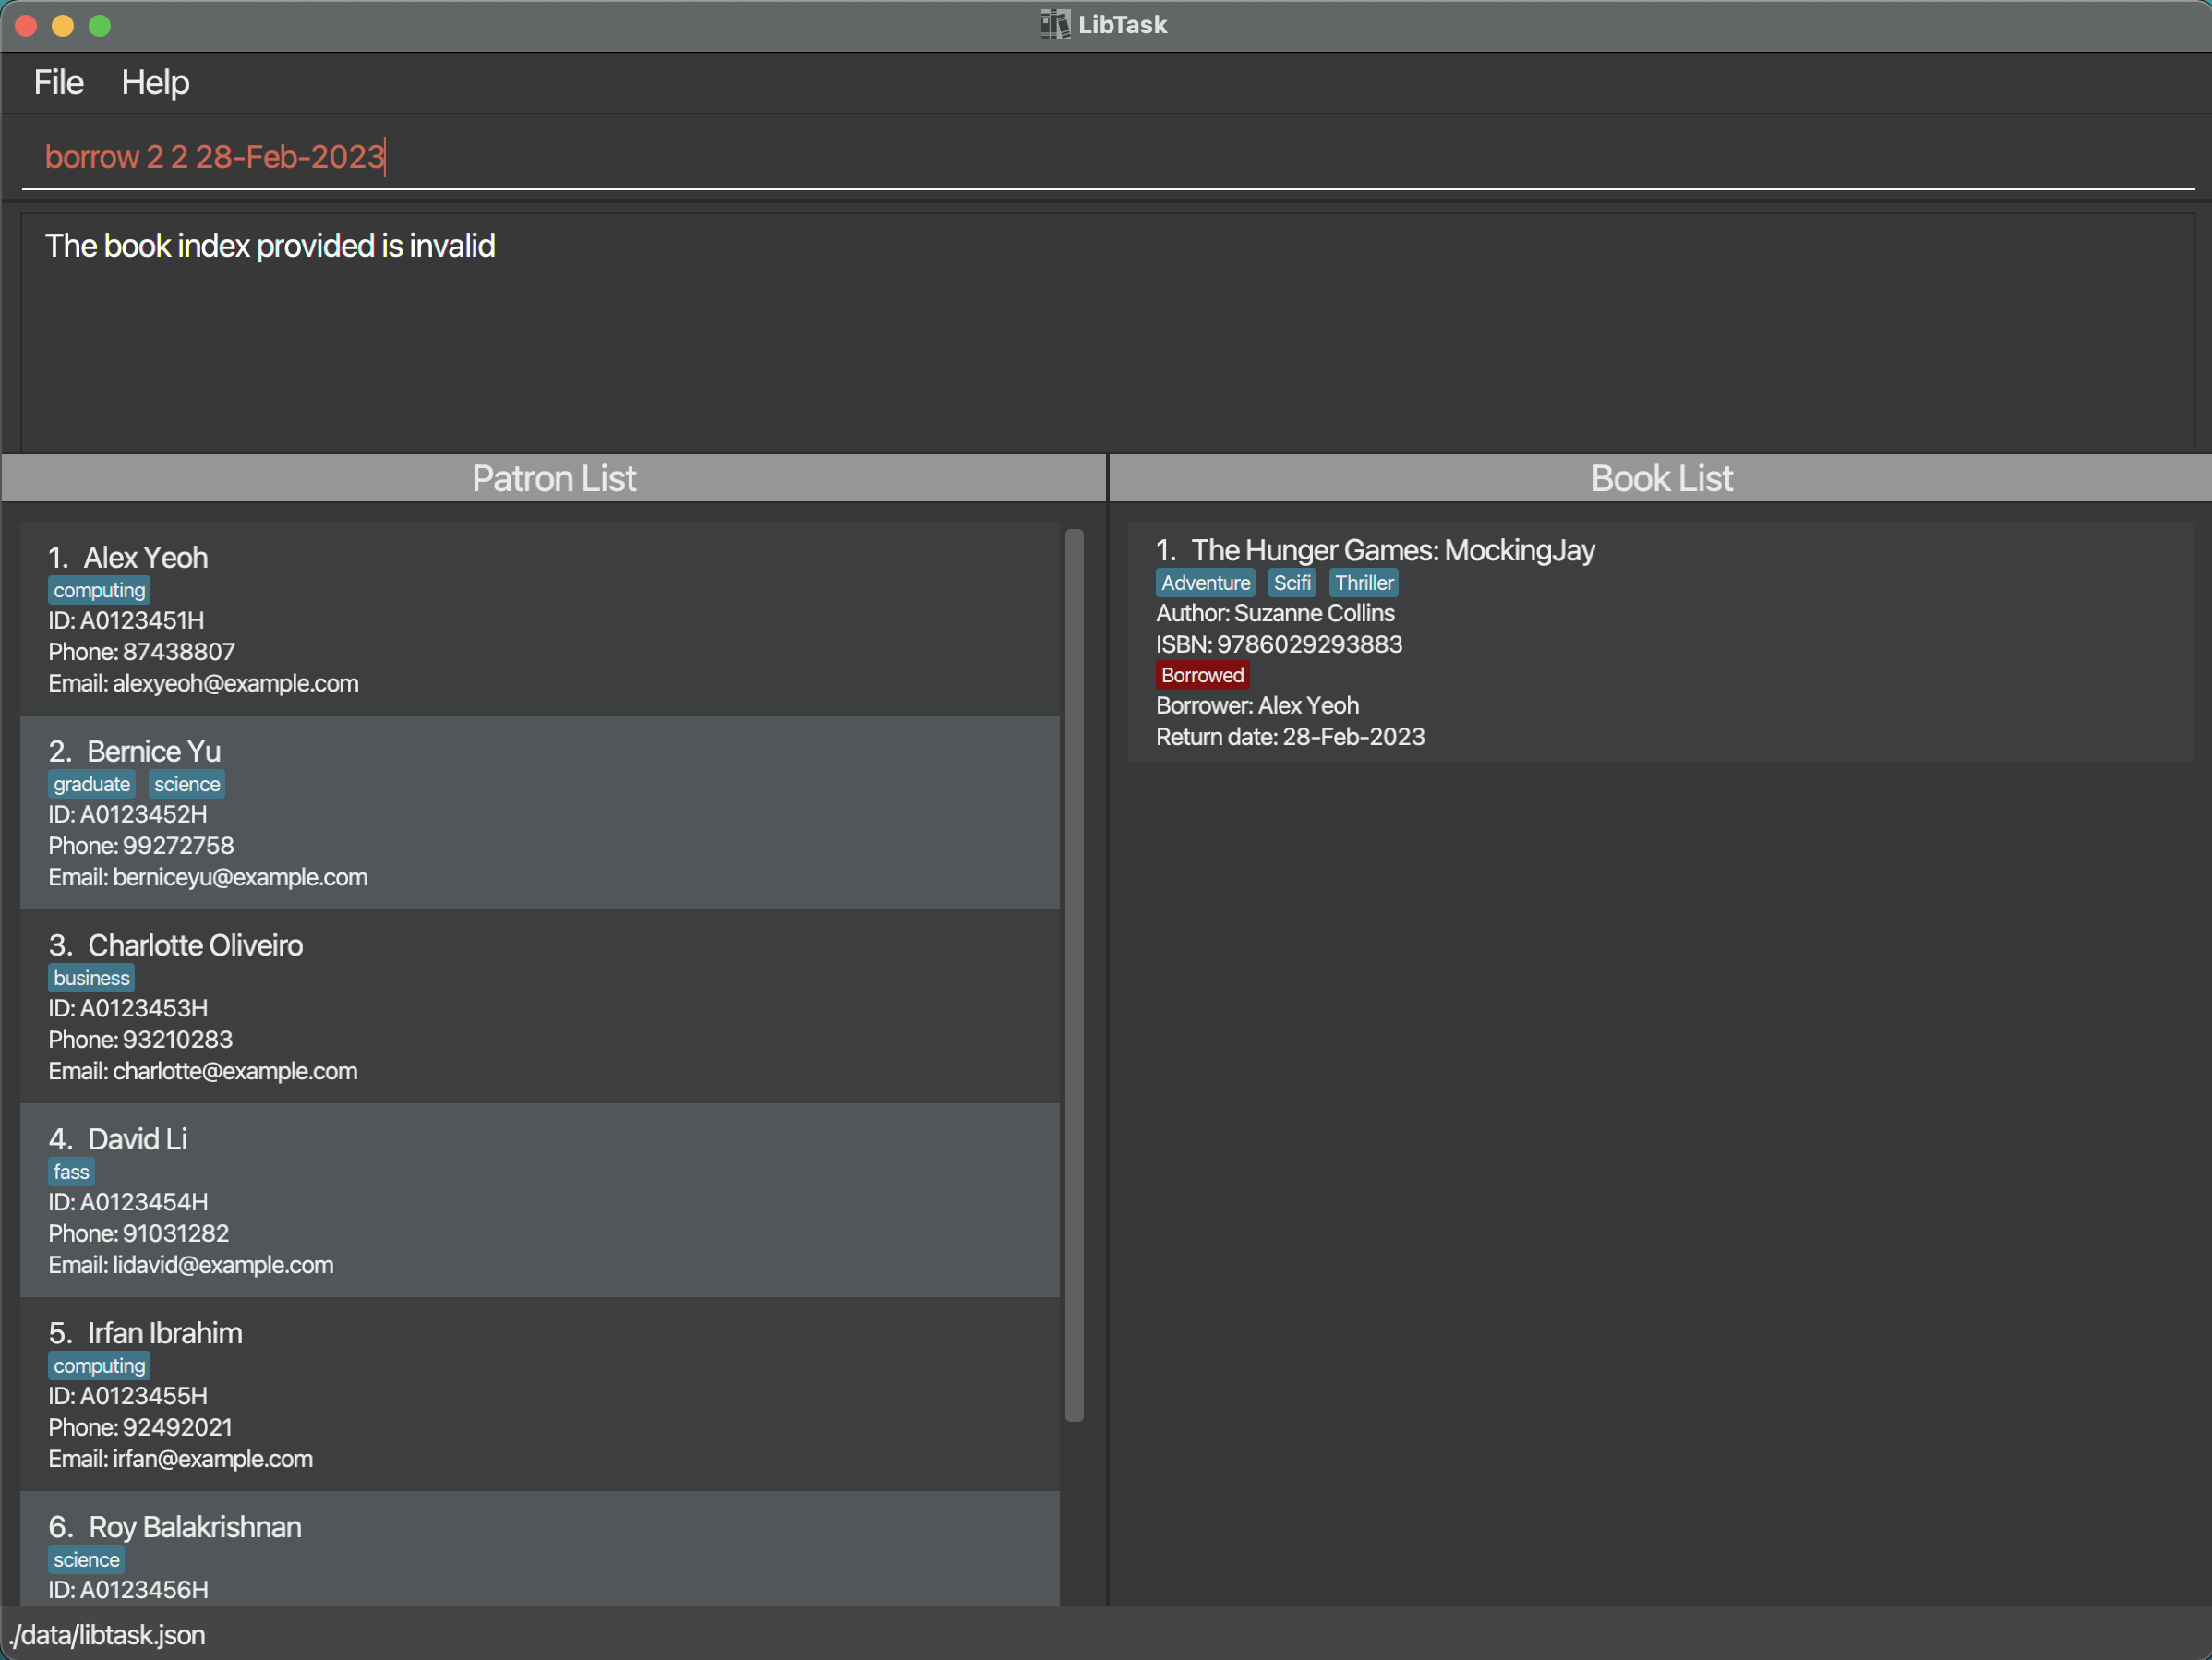 LibTask
File Help
borrow 2 2 28-Feb-2023
The book index provided is invalid
Patron List
1. Alex Yeoh
computing
ID: A0123451H
Phone: 87438807
Email: alexyeoh@example.com
2. Bernice Yu
graduate science
ID: A0123452H
Phone: 99272758
Email: berniceyu@example.com
3. Charlotte Oliveiro
business
ID: A0123453H
Phone: 93210283
Email: charlotte@example.com
4. David Li
fass
ID: A0123454H
Phone: 91031282
Email: lidavid@example.com
5. Irfan Ibrahim
computing
ID: A0123455H
Phone: 92492021
Email: irfan@example.com
6. Roy Balakrishnan
science
ID: A0123456H
Book List
1. The Hunger Games: MockingJay
Adventure Scifi Thriller
Author: Suzanne Collins
ISBN: 9786029293883
Borrowed
Borrower: Alex Yeoh
Return date: 28-Feb-2023
./data/libtask.json